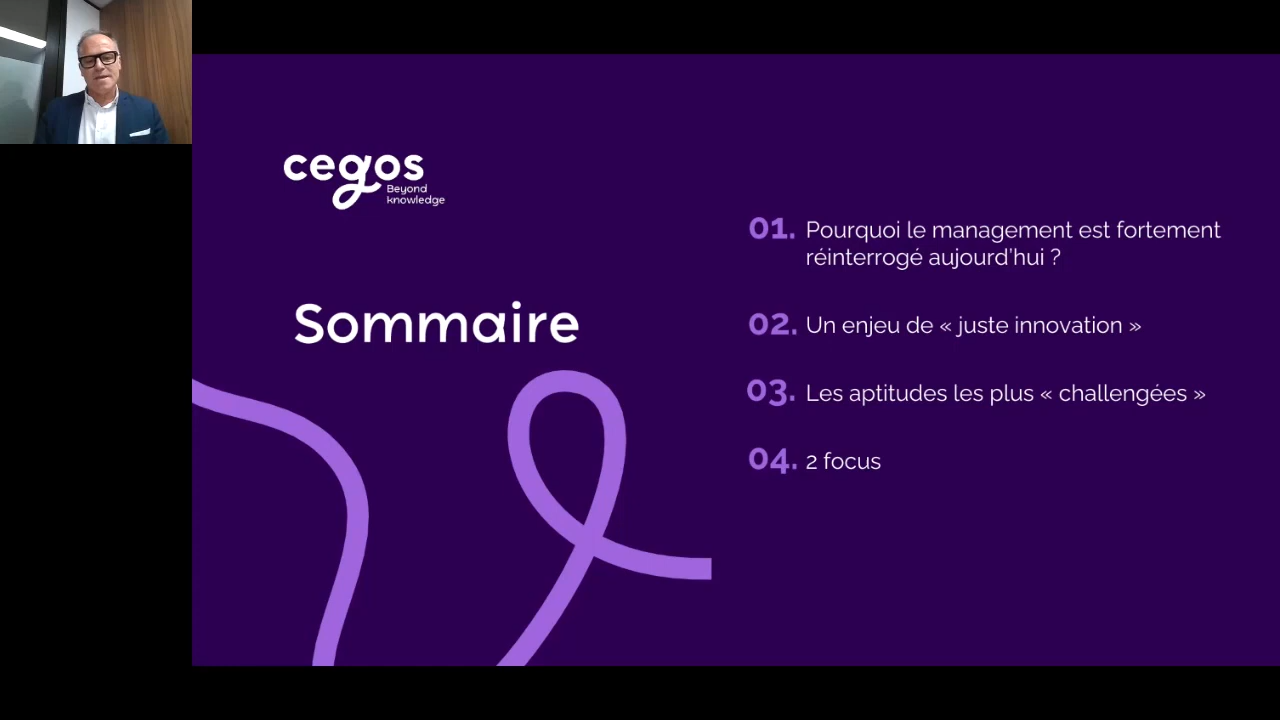 cegos
Beyond
knowledge
Sommaire
01. Pourquoi le management est fortement
réinterrogé aujourd'hui ?
02. Un enjeu de « juste innovation »
03. Les aptitudes les plus « challengées »
04. 2 focus